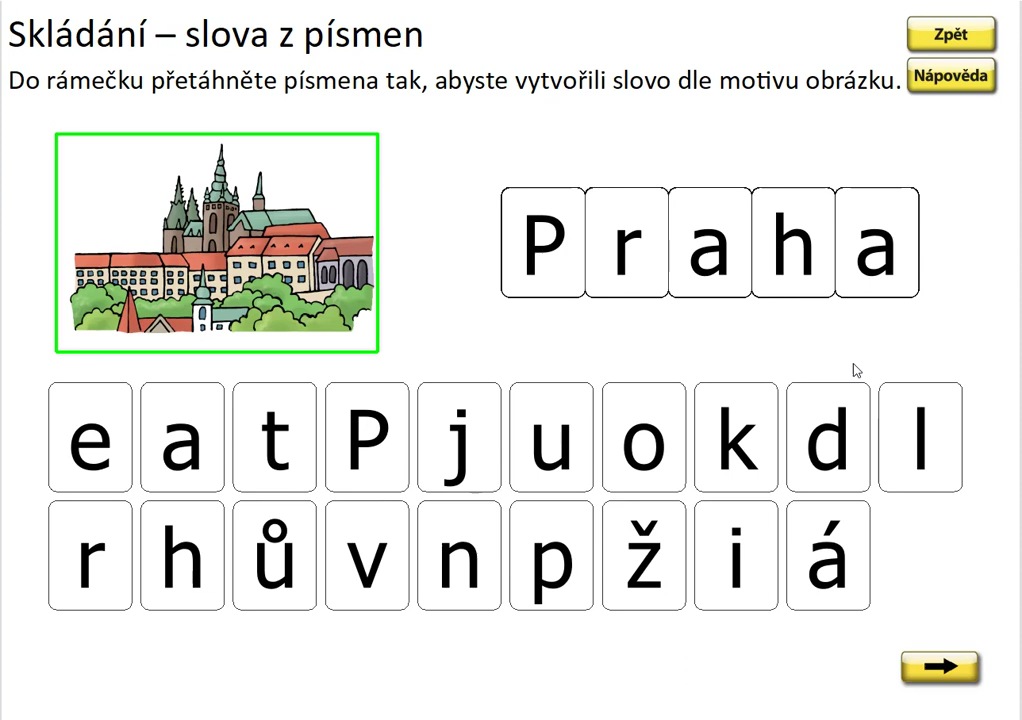 Skládání – slova z písmen
Zpět
Do rámečku přetáhněte písmena tak, abyste vytvořili slovo dle motivu obrázku.
Nápověda
P r a h a
e a t P j u o k d l
r h ů v n p ž i á